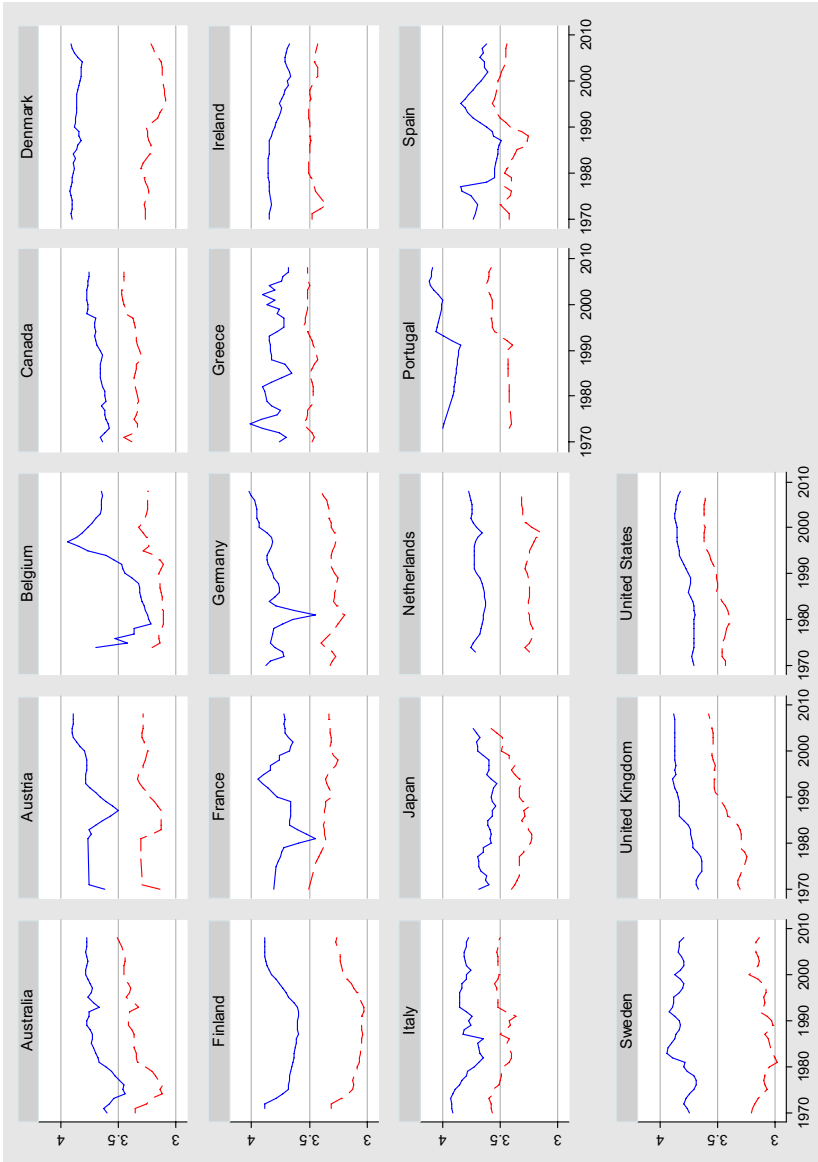 Australia Austria Belgium Canada Denmark
4
3.5
3
Finland France Germany Greece Ireland
4
3.5
3
Italy Japan Netherlands Portugal Spain
4
3.5
3
1970 1980 1990 2000 2010 1970 1980 1990 2000 2010
Sweden United Kingdom United States
4
3.5
3
1970 1980 1990 2000 2010 1970 1980 1990 2000 2010 1970 1980 1990 2000 2010